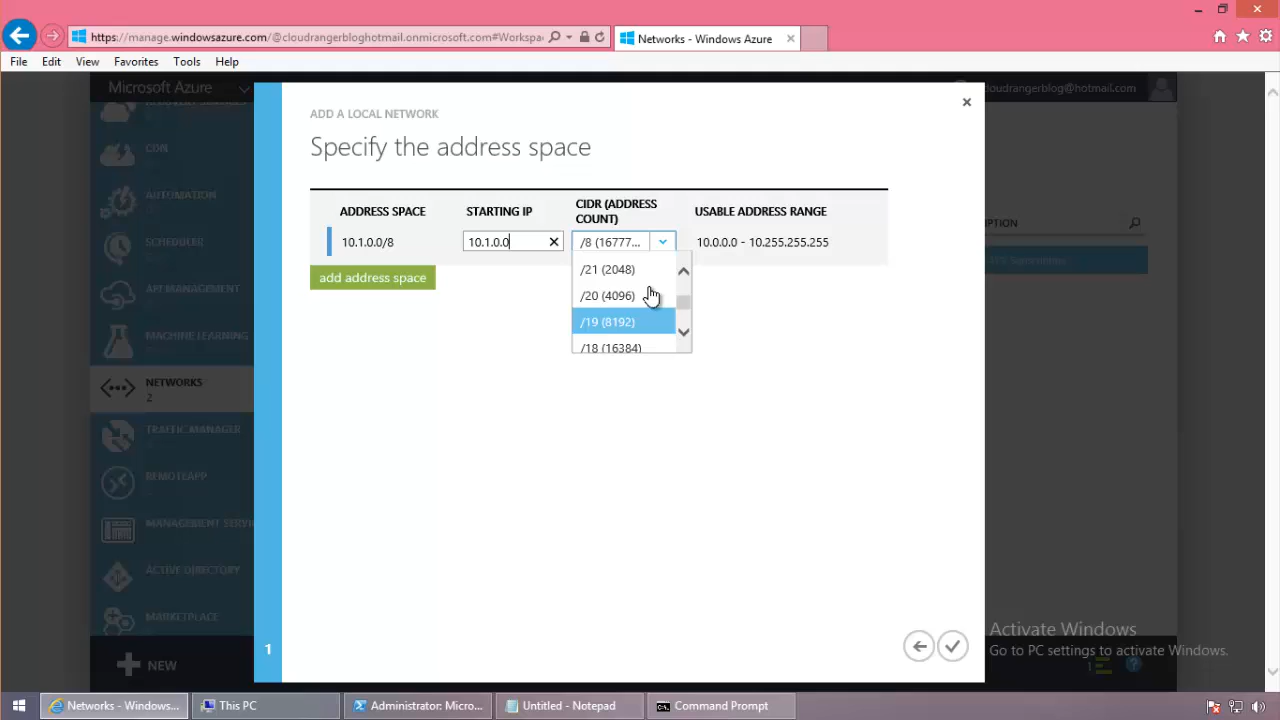 https://manage.windowsazure.com/@cloudrangerbloghotmail.onmicrosoft.com#Workspa
Networks - Windows Azure
File Edit View Favorites Tools Help
Microsoft Azure
cloudrangerblog@hotmail.com
ADD A LOCAL NETWORK
Specify the address space
ADDRESS SPACE
STARTING IP
CIDR (ADDRESS
COUNT)
USABLE ADDRESS RANGE
10.1.0.0/8
10.1.0.0
/8 (16777...
10.0.0.0 - 10.255.255.255
add address space
/21 (2048)
/20 (4096)
/19 (8192)
/18 (16384)
CDN
AUTOMATION
SCHEDULER
API MANAGEMENT
MACHINE LEARNING
NETWORKS
2
TRAFFIC MANAGER
REMOTEAPP
MANAGEMENT SERVI
ACTIVE DIRECTORY
MARKETPLACE
NEW
1
Activate Windows
Go to PC settings to activate Windows.
1
Networks - Windows...
This PC
Administrator: Micro...
Untitled - Notepad
Command Prompt